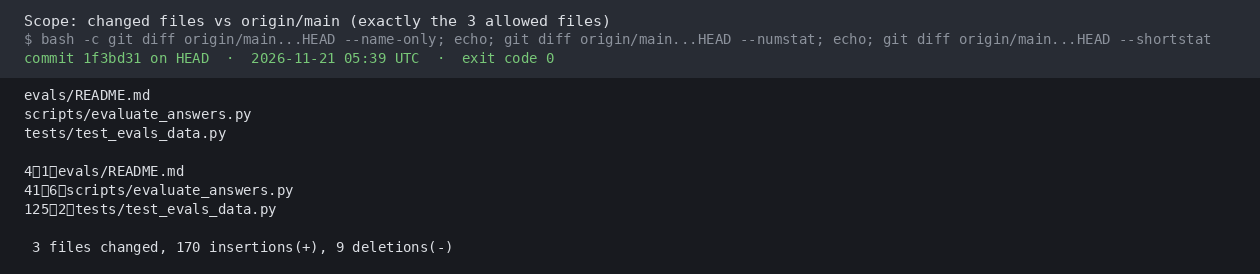 Scope: changed files vs origin/main (exactly the 3 allowed files)
$ bash -c git diff origin/main...HEAD --name-only; echo; git diff origin/main...HEAD --numstat; echo; git diff origin/main...HEAD --shortstat
commit 1f3bd31 on HEAD · 2026-11-21 05:39 UTC · exit code 0
evals/README.md
scripts/evaluate_answers.py
tests/test_evals_data.py
4▯1▯evals/README.md
41▯6▯scripts/evaluate_answers.py
125▯2▯tests/test_evals_data.py
3 files changed, 170 insertions(+), 9 deletions(-)